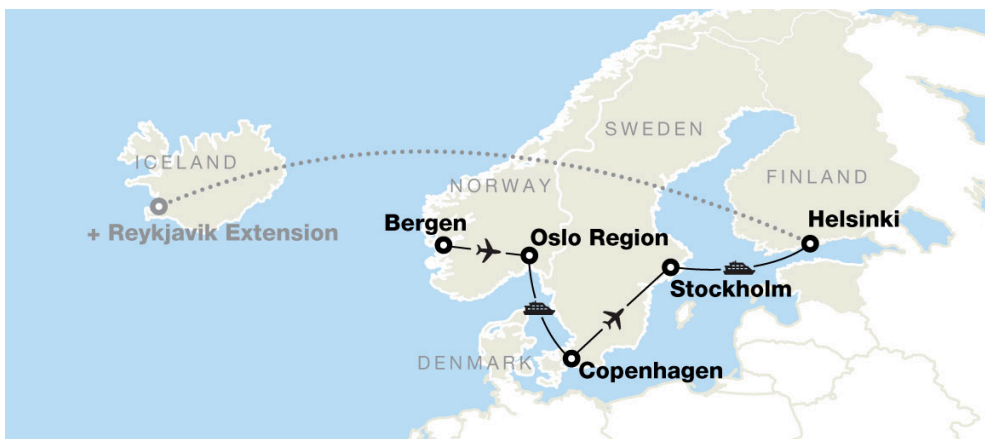 SWEDEN
ICELAND
FINLAND
NORWAY
Helsinki
Bergen
+ Reykjavik Extension
Oslo Region
Stockholm
DENMARK
Copenhagen